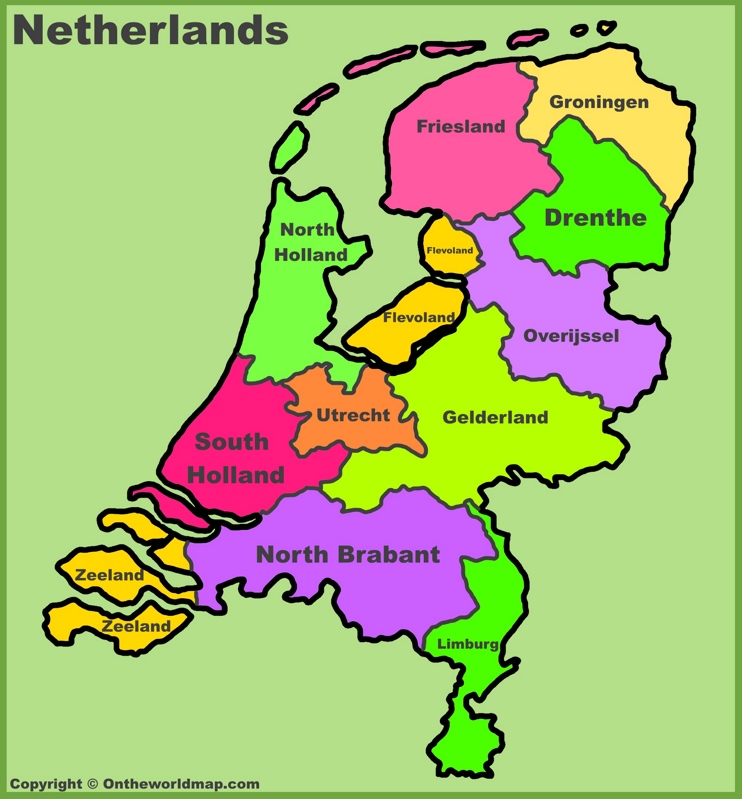 Netherlands
Groningen
Friesland
Drenthe
North
Holland
Flevoland
Flevoland
Overijssel
Utrecht
Gelderland
South
Holland
North Brabant
Zeeland
Zeeland
Limburg
Copyright © Ontheworldmap.com